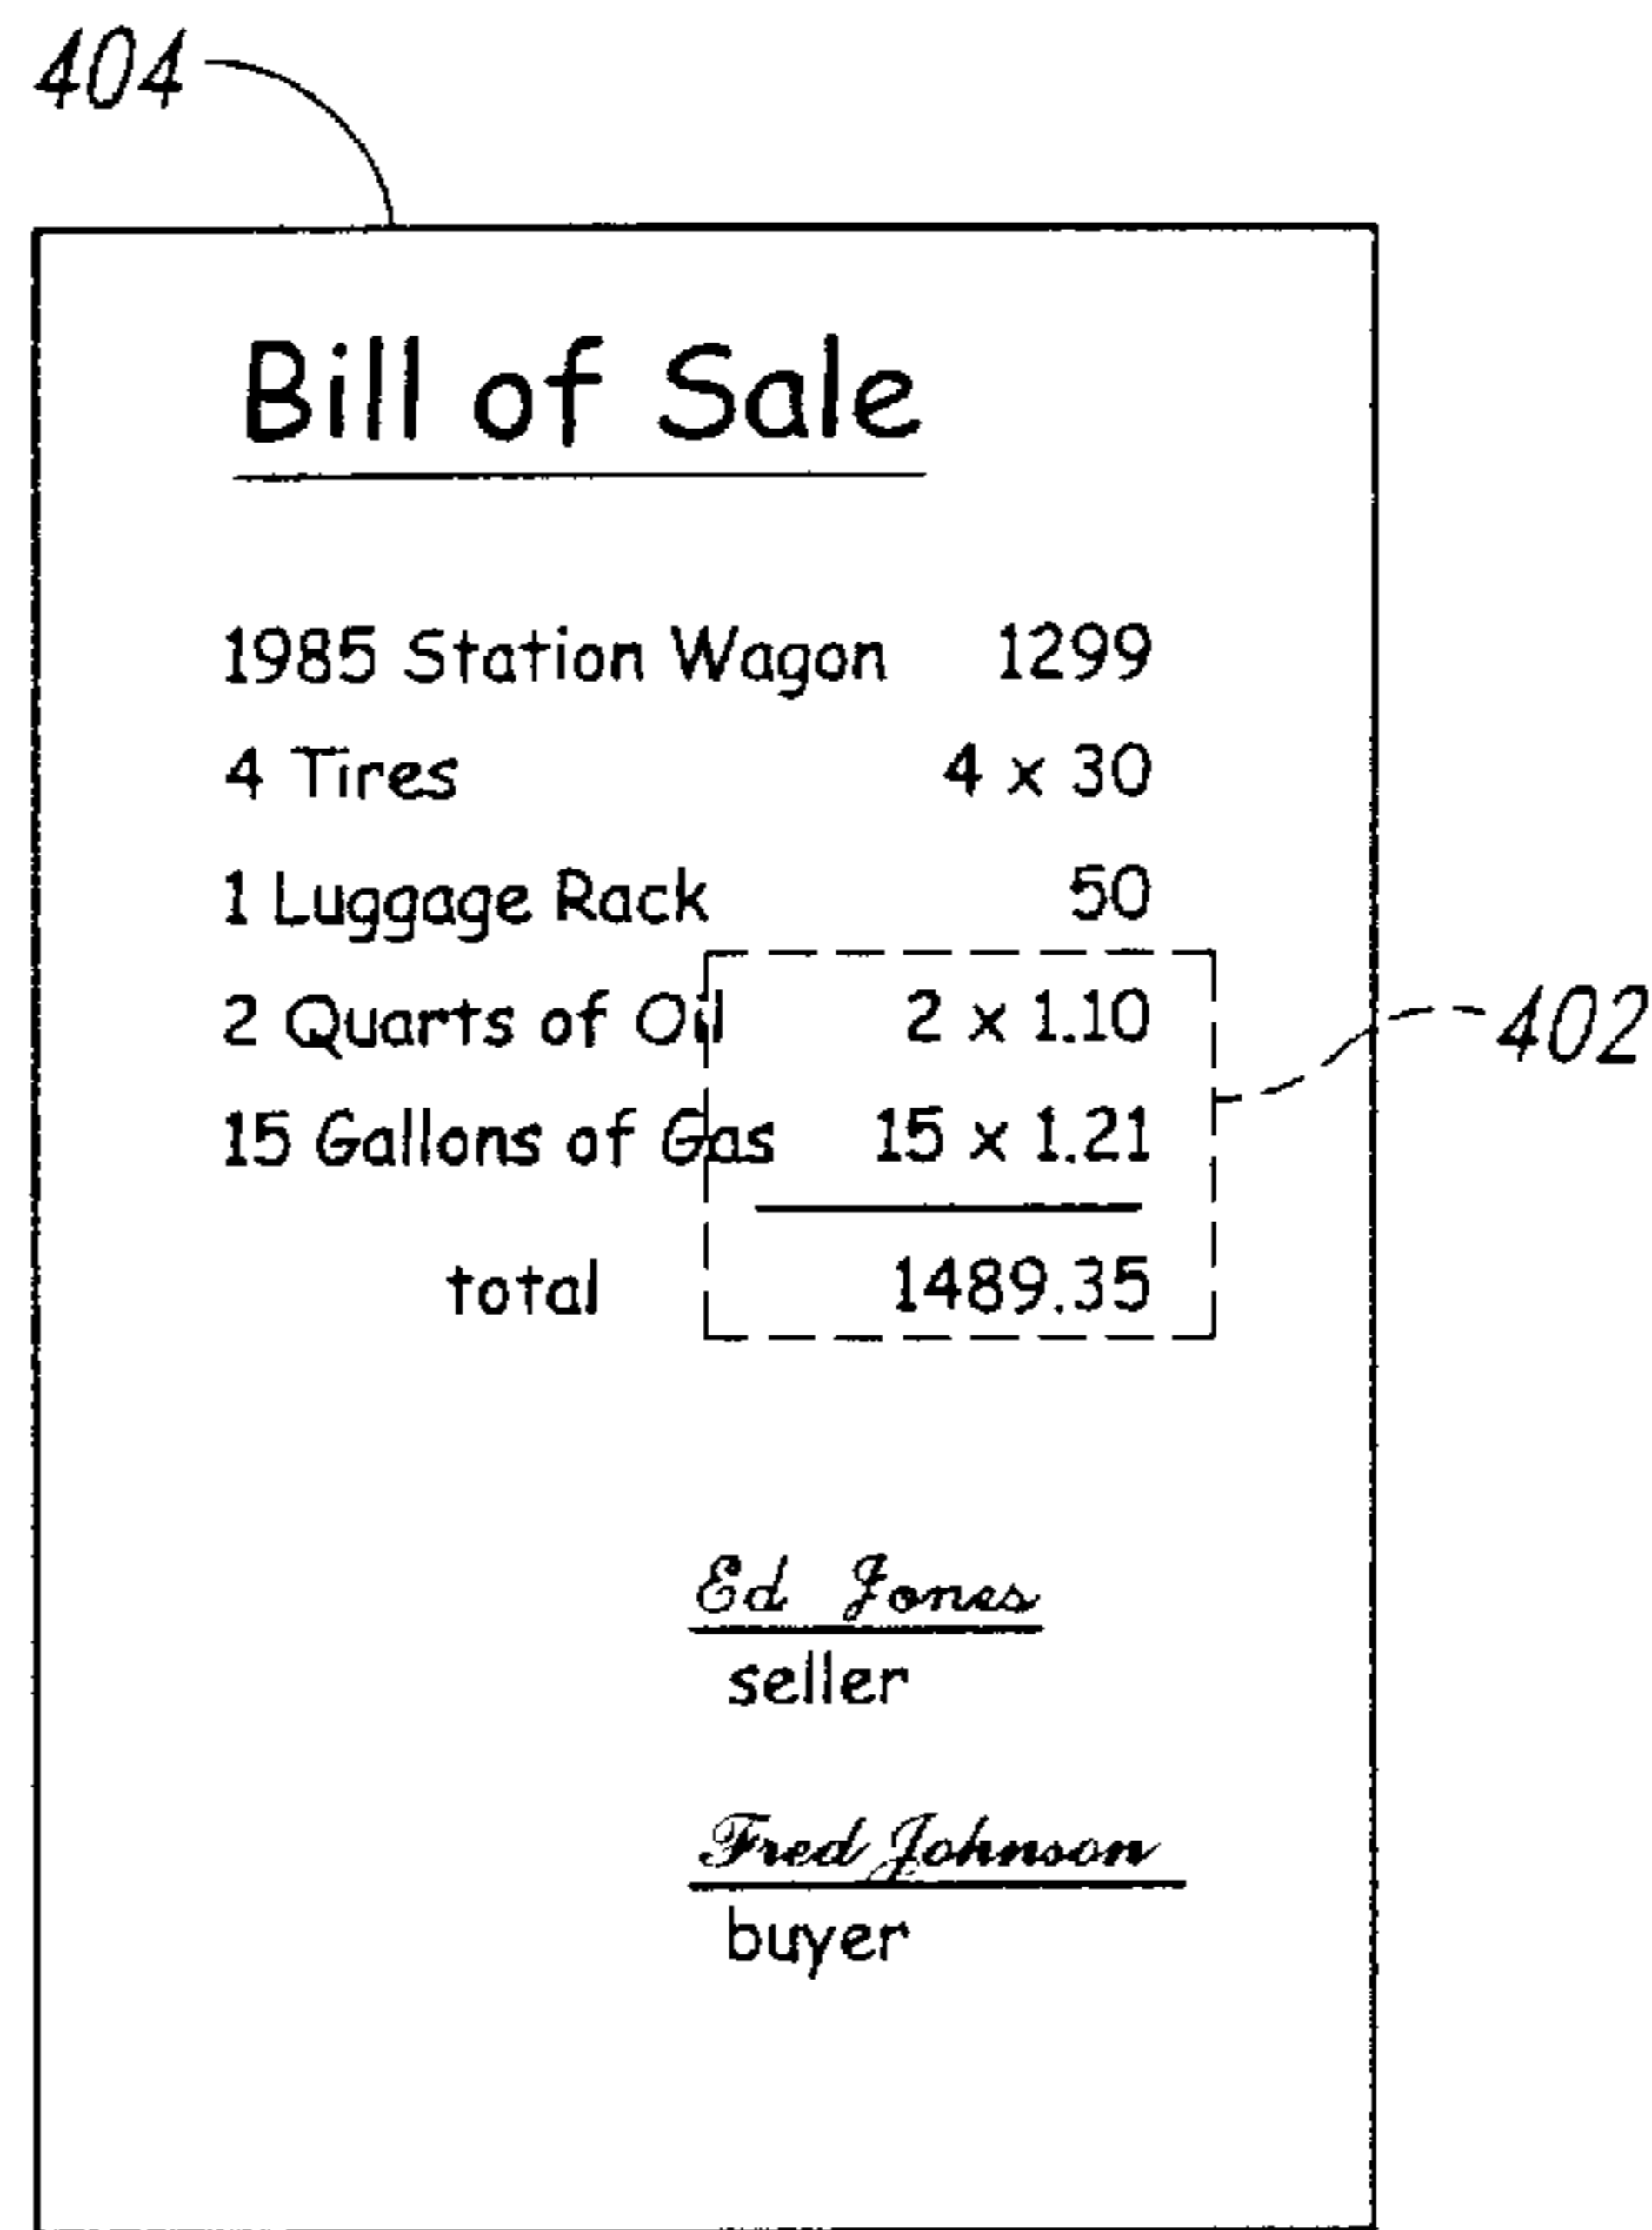 404
Bill of Sale
1985 Station Wagon 1299
4 Tires 4 x 30
1 Luggage Rack 50
2 Quarts of Oil 2 x 1.10
402
15 Gallons of Gas 15 x 1.21
total 1489.35
Ed Jones
seller
Fred Johnson
buyer